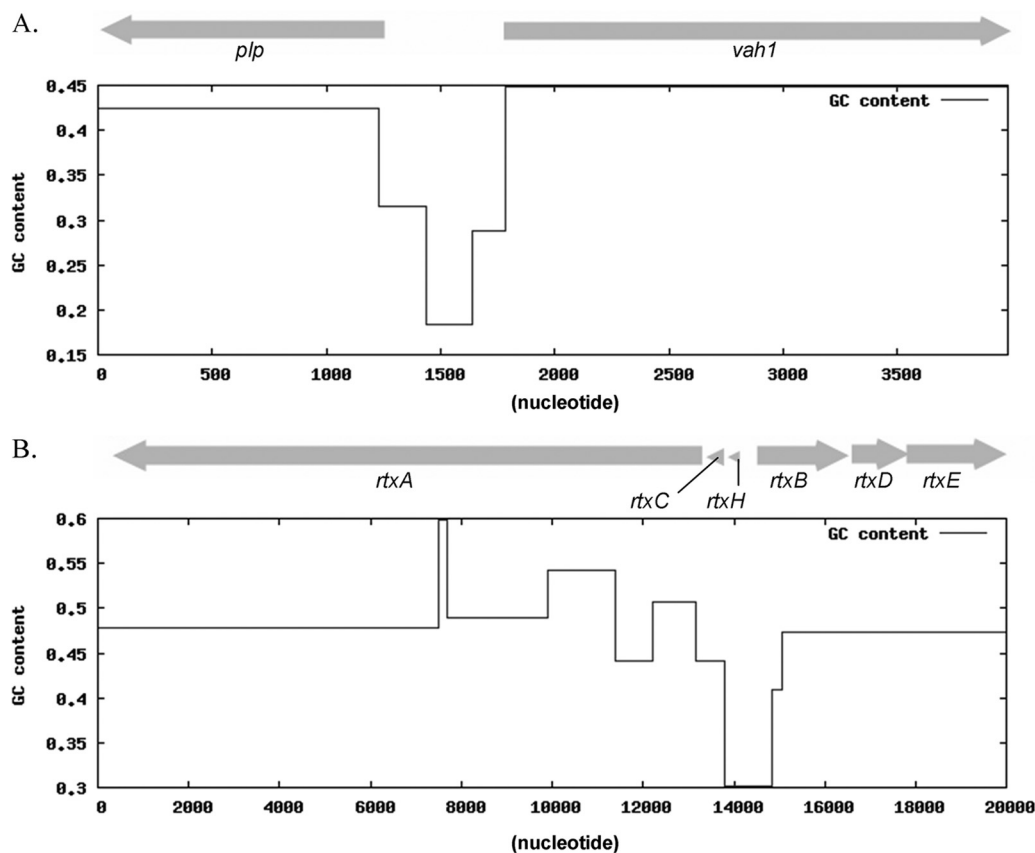 A.
plp vah1
0.45
GC content
0.4
0.35
0.3
0.25
0.2
0.15
GC content
0 500 1000 1500 2000 2500 3000 3500
(nucleotide)
B.
rtxA rtxC rtxH rtxB rtxD rtxE
0.6
GC content
0.55
0.5
0.45
0.4
0.35
0.3
GC content
0 2000 4000 6000 8000 10000 12000 14000 16000 18000 20000
(nucleotide)